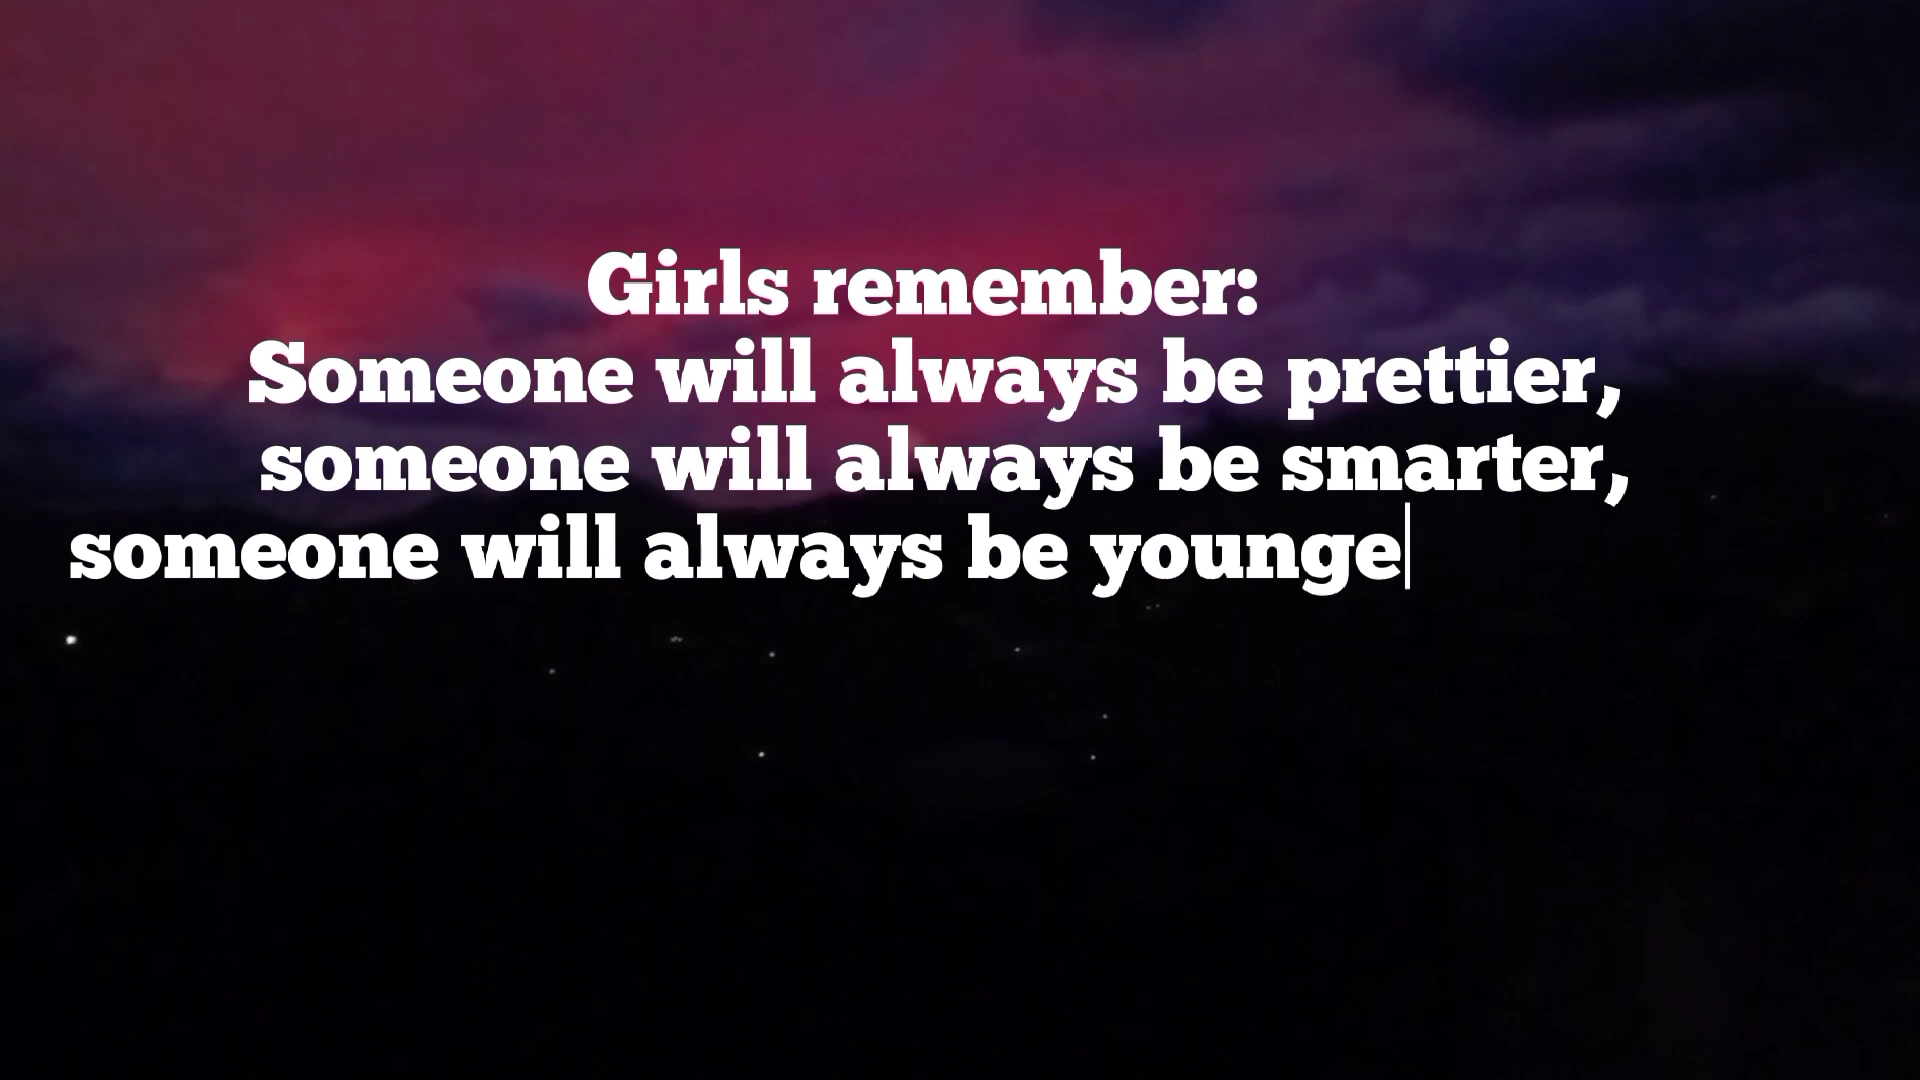 Girls remember:
Someone will always be prettier,
someone will always be smarter,
someone will always be younge